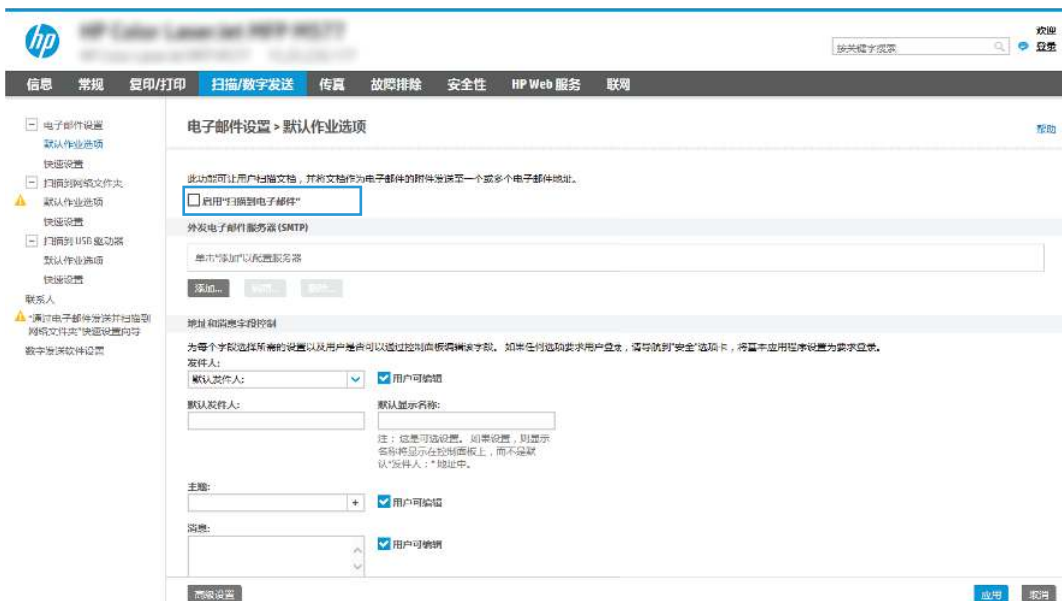 hp
HP Color LaserJet MFP M577
欢迎
按关键字搜索
登录
信息 常规 复印/打印 扫描/数字发送 传真 故障排除 安全性 HP Web 服务 联网
电子邮件设置
默认作业选项
快速设置
扫描到网络文件夹
默认作业选项
快速设置
扫描到 USB 驱动器
默认作业选项
快速设置
联系人
"通过电子邮件发送并扫描到
网络文件夹"快速设置向导
数字发送软件设置
电子邮件设置 > 默认作业选项
帮助
此功能可让用户扫描文档，并将文档作为电子邮件的附件发送至一个或多个电子邮件地址。
启用"扫描到电子邮件"
外发电子邮件服务器 (SMTP)
单击"添加"以配置服务器
添加...
地址和消息字段控制
为每个字段选择所需的设置以及用户是否可以通过控制面板编辑该字段。 如果任何选项要求用户登录，请导航到"安全"选项卡，将基本应用程序设置为要求登录。
发件人:
默认发件人: 用户可编辑
默认发件人: 默认显示名称:
注：这是可选设置。 如果设置，则显示
名称将显示在控制面板上，而不是默
认"发件人："地址中。
主题:
+ 用户可编辑
消息:
用户可编辑
高级设置
应用 取消